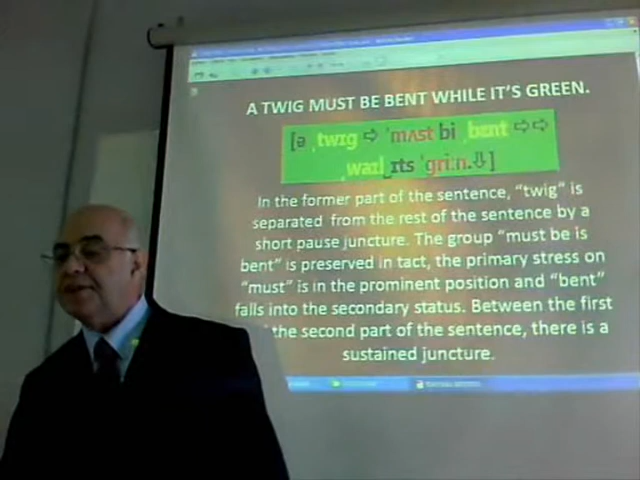 A TWIG MUST BE BENT WHILE IT'S GREEN.
[ə ˌtwɪg ⇨ ˈmʌst bi ˌbɛnt ⇨⇨
ˌwaɪl ɪts ˈgriːn.⇩]
In the former part of the sentence, "twig" is
separated from the rest of the sentence by a
short pause juncture. The group "must be is
bent" is preserved in tact, the primary stress on
"must" is in the prominent position and "bent"
falls into the secondary status. Between the first
the second part of the sentence, there is a
sustained juncture.